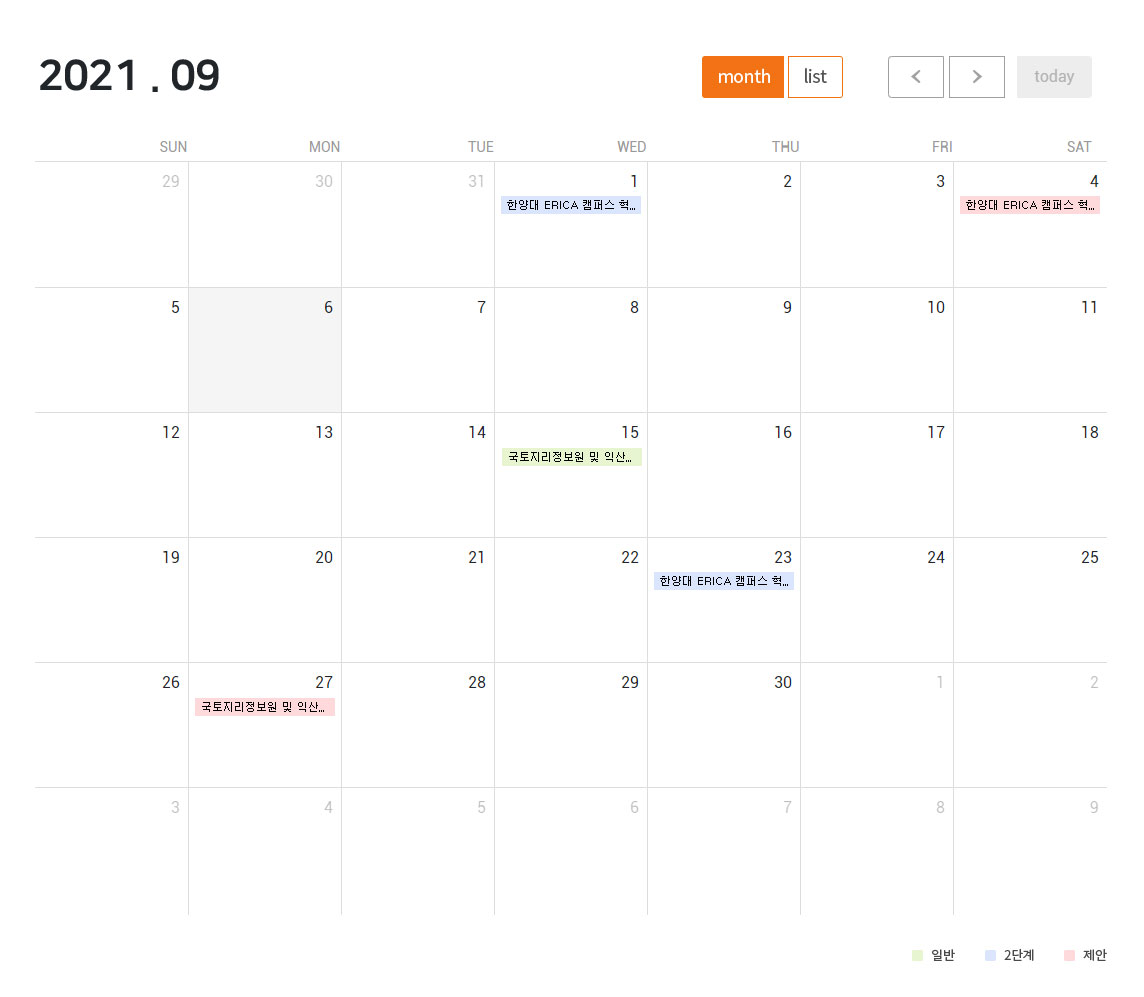 2021 . 09 month list < > today
SUN MON TUE WED THU FRI SAT
29 30 31 1 2 3 4
한양대 ERICA 캠퍼스 혁... 한양대 ERICA 캠퍼스 혁...
5 6 7 8 9 10 11
12 13 14 15 16 17 18
국토지리정보원 및 익산...
19 20 21 22 23 24 25
한양대 ERICA 캠퍼스 혁...
26 27 28 29 30 1 2
국토지리정보원 및 익산...
3 4 5 6 7 8 9
일반 2단계 제안